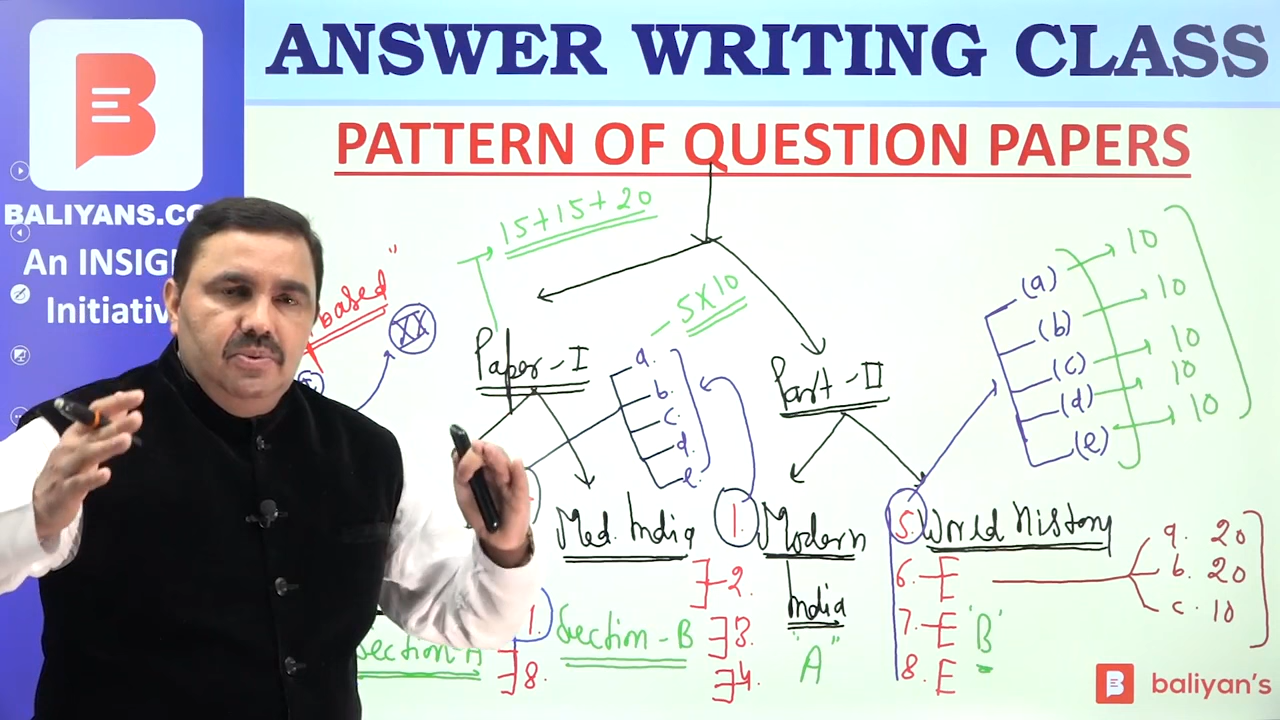 ANSWER WRITING CLASS
PATTERN OF QUESTION PAPERS
B
BALIYANS.CO
An INSIG
Initiativ
based"
XX
15+15+20
5X10
Paper-I
a.
b.
c.
d.
e.
Part-II
(a) 10
(b) 10
(c) 10
(d) 10
(e) 10
Med. India
1. Modern
India
"A"
5. World History
6.
7.
8.
'B'
a. 20
b. 20
c. 10
Section A
1.
8.
Section-B
2.
3.
4.
B baliyan's